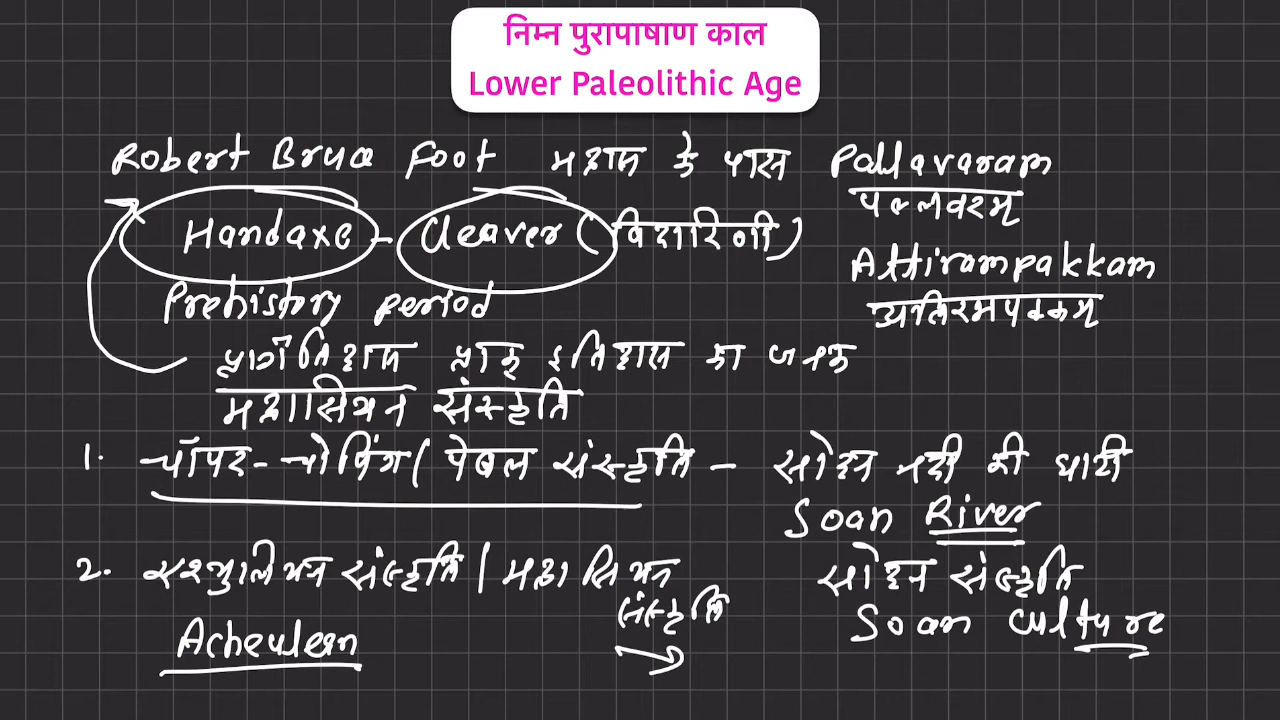 निम्न पुरापाषाण काल
Lower Paleolithic Age
Robert Bruce Foot मद्रास के पास Pallavaram
पल्लवरम्
Handaxe - Cleaver (विदारिणी)
Attirampakkam
अतिरमपक्कम्
Prehistory period
प्रागैतिहास प्राक् इतिहास का जनक
मद्रासियन संस्कृति
1. चॉपर - चोपिंग / पेबल संस्कृति - सोहन नदी की घाटी
Soan River
2. एश्युलियन संस्कृति / मद्रासियन संस्कृति
सोहन संस्कृति
Soan Culture
Acheulean